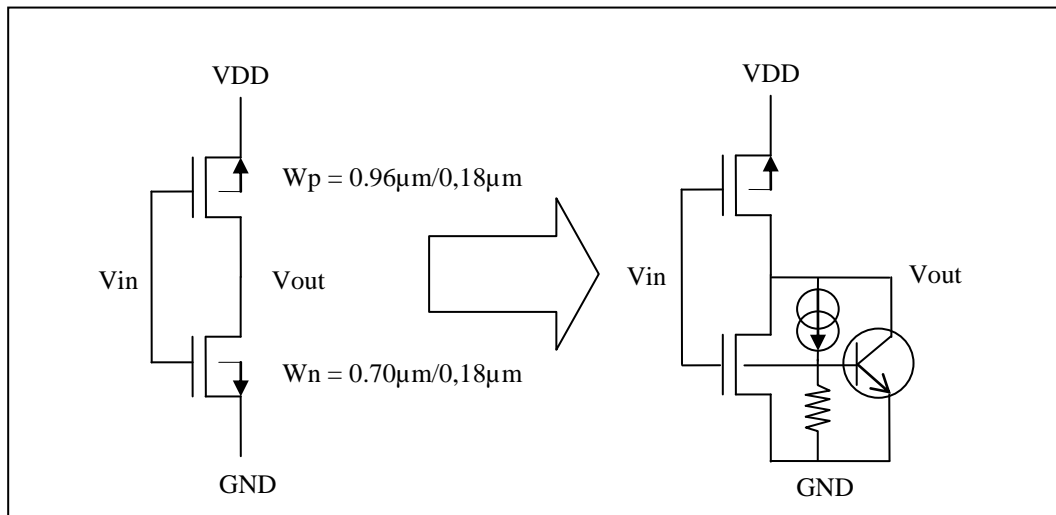 VDD
Wp = 0.96µm/0,18µm
Vin
Vout
Wn = 0.70µm/0,18µm
GND
VDD
Vin
Vout
GND